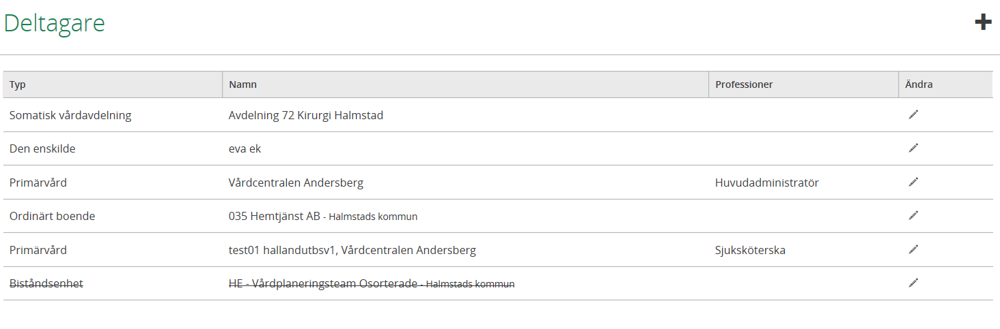 Deltagare
Typ Namn Professioner Ändra
Somatisk vårdavdelning Avdelning 72 Kirurgi Halmstad
Den enskilde eva ek
Primärvård Vårdcentralen Andersberg Huvudadministratör
Ordinärt boende 035 Hemtjänst AB - Halmstads kommun
Primärvård test01 hallandutbsv1, Vårdcentralen Andersberg Sjuksköterska
Biståndsenhet HE - Vårdplaneringsteam Osorterade - Halmstads kommun